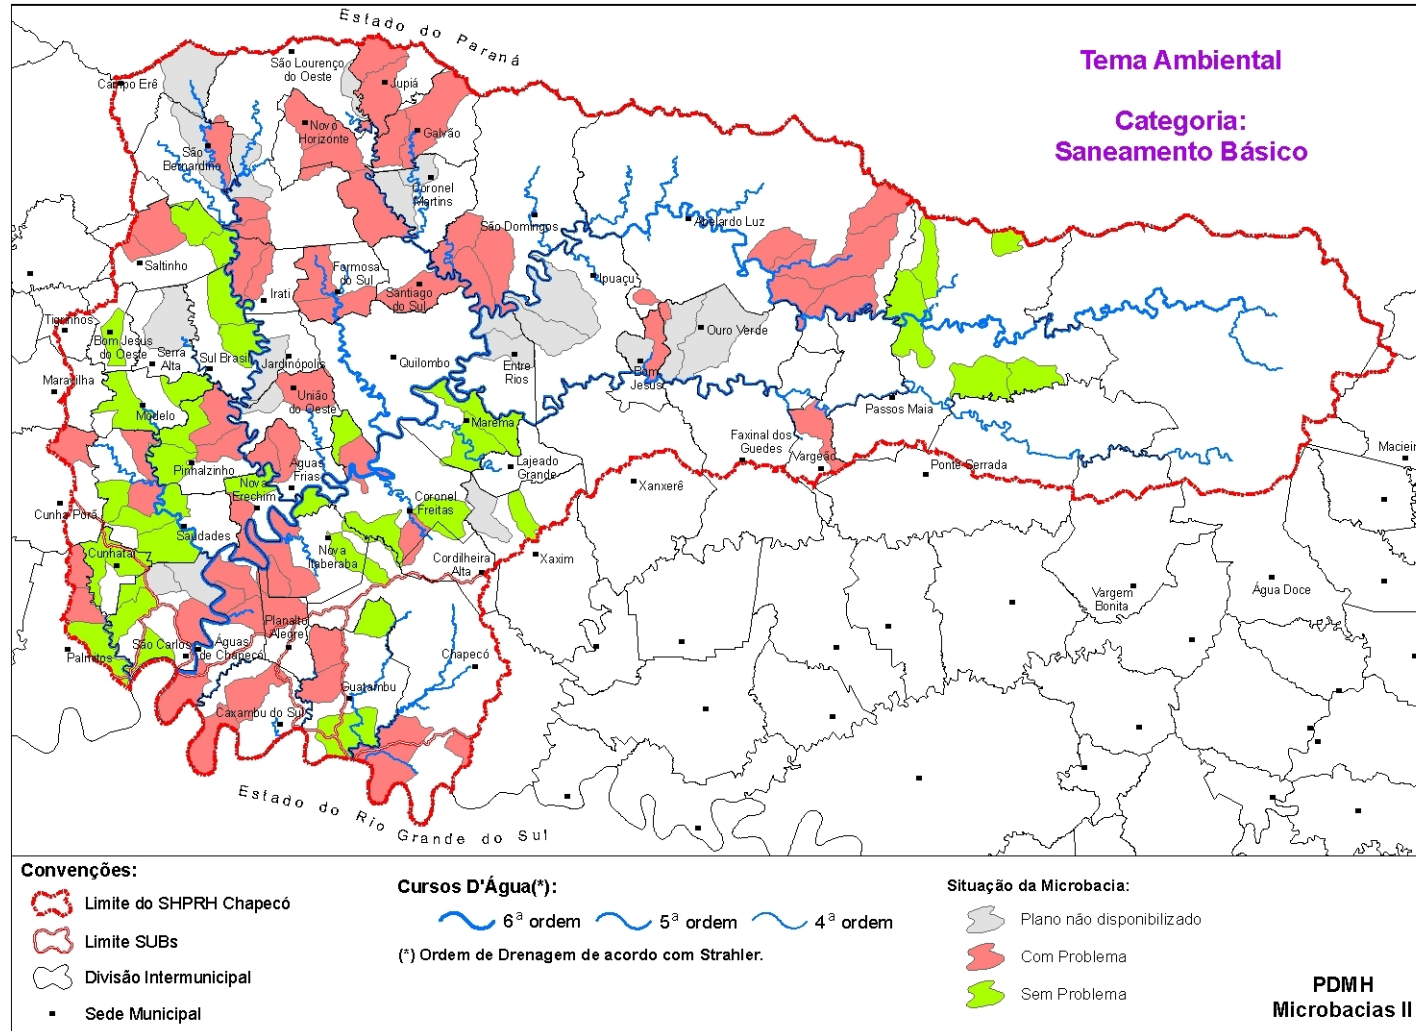 Estado do Paraná
Tema Ambiental
Categoria:
Saneamento Básico
São Lourenço
do Oeste
Campo Erê
Jupiá
Novo
Horizonte
Galvão
São
Bernardino
Coronel
Martins
São Domingos
Abelardo Luz
Saltinho
Formosa
do Sul
Ipuaçu
Irati
Santiago
do Sul
Tigrinhos
Bom Jesus
do Oeste
Serra
Alta
Sul Brasil
Jardinópolis
Quilombo
Entre
Rios
Ouro Verde
Bom
Jesus
Maravilha
União
do Oeste
Modelo
Marema
Passos Maia
Faxinal dos
Guedes
Vargeão
Ponte Serrada
Macieir
Pinhalzinho
Águas
Frias
Lajeado
Grande
Nova
Erechim
Xanxerê
Cunha Porã
Coronel
Freitas
Saudades
Nova
Itaberaba
Cordilheira
Alta
Xaxim
Cunhataí
Vargem
Bonita
Água Doce
Planalto
Alegre
São Carlos
Águas
de Chapecó
Palmitos
Chapecó
Guatambu
Caxambu do Sul
Estado do Rio Grande do Sul
Convenções:
Limite do SHPRH Chapecó
Limite SUBs
Divisão Intermunicipal
Sede Municipal
Cursos D'Água(*):
6ª ordem
5ª ordem
4ª ordem
(*) Ordem de Drenagem de acordo com Strahler.
Situação da Microbacia:
Plano não disponibilizado
Com Problema
Sem Problema
PDMH
Microbacias II